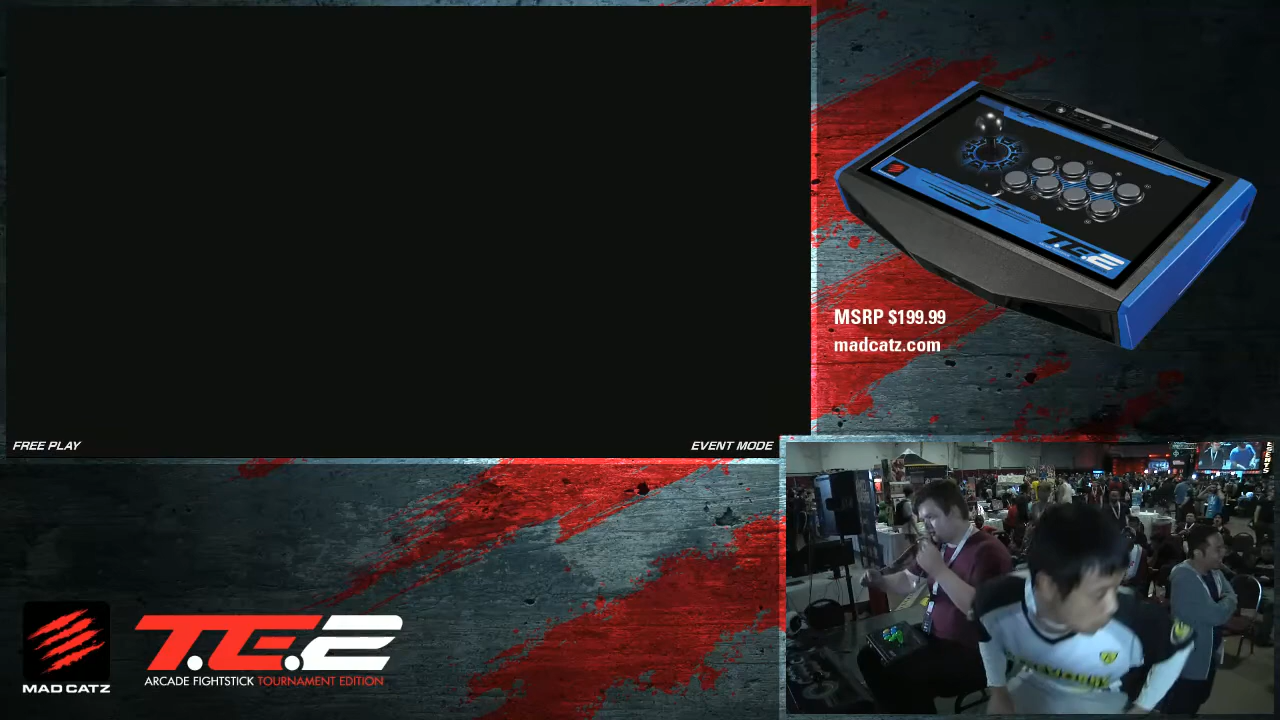 T.E.2
MSRP $199.99
madcatz.com
FREE PLAY
EVENT MODE
T.E.2
MAD CATZ
ARCADE FIGHTSTICK TOURNAMENT EDITION